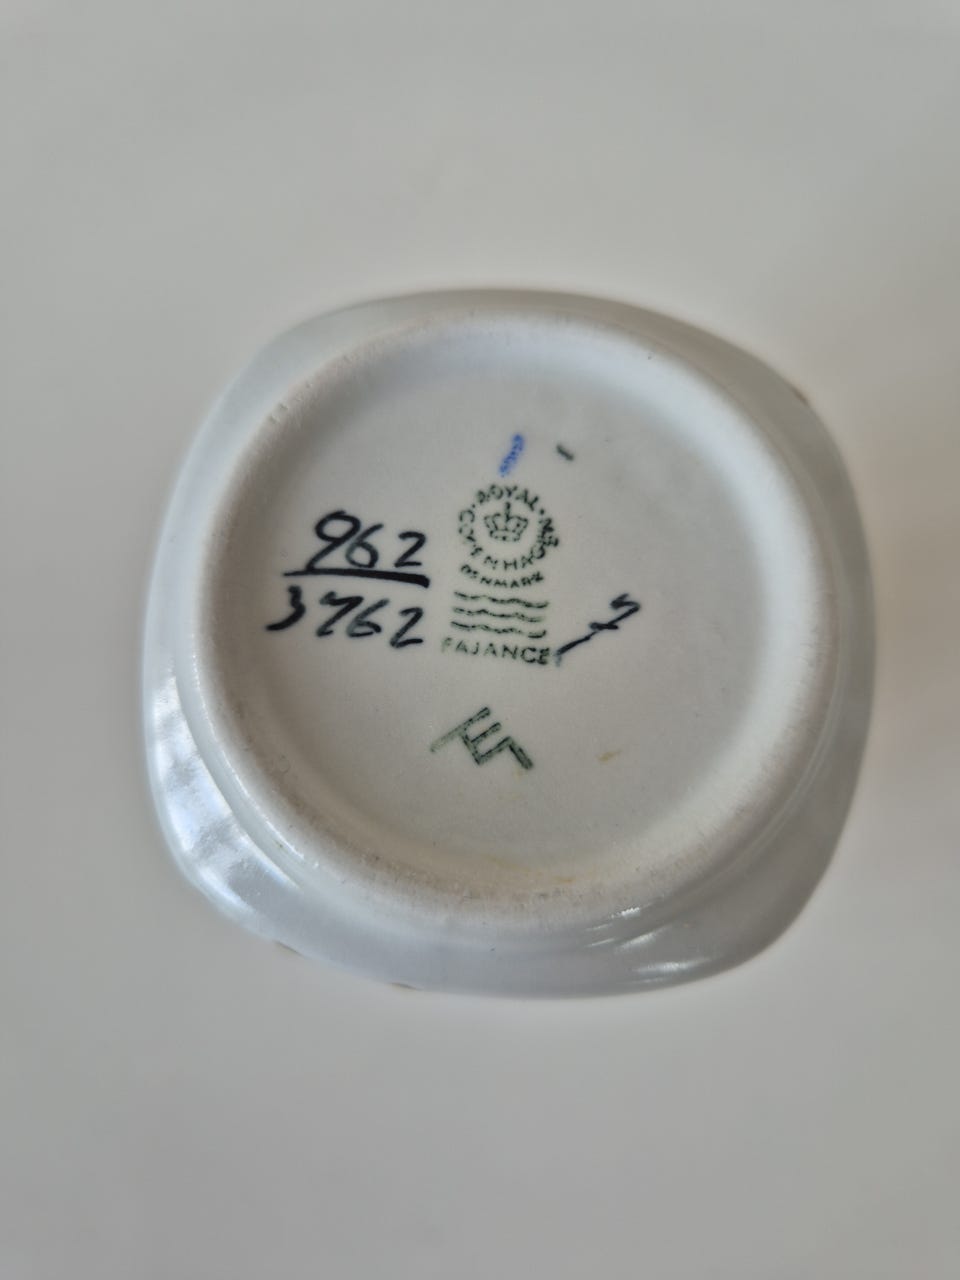 ROYAL COPENHAGEN
DENMARK
FAJANCE
962
3762